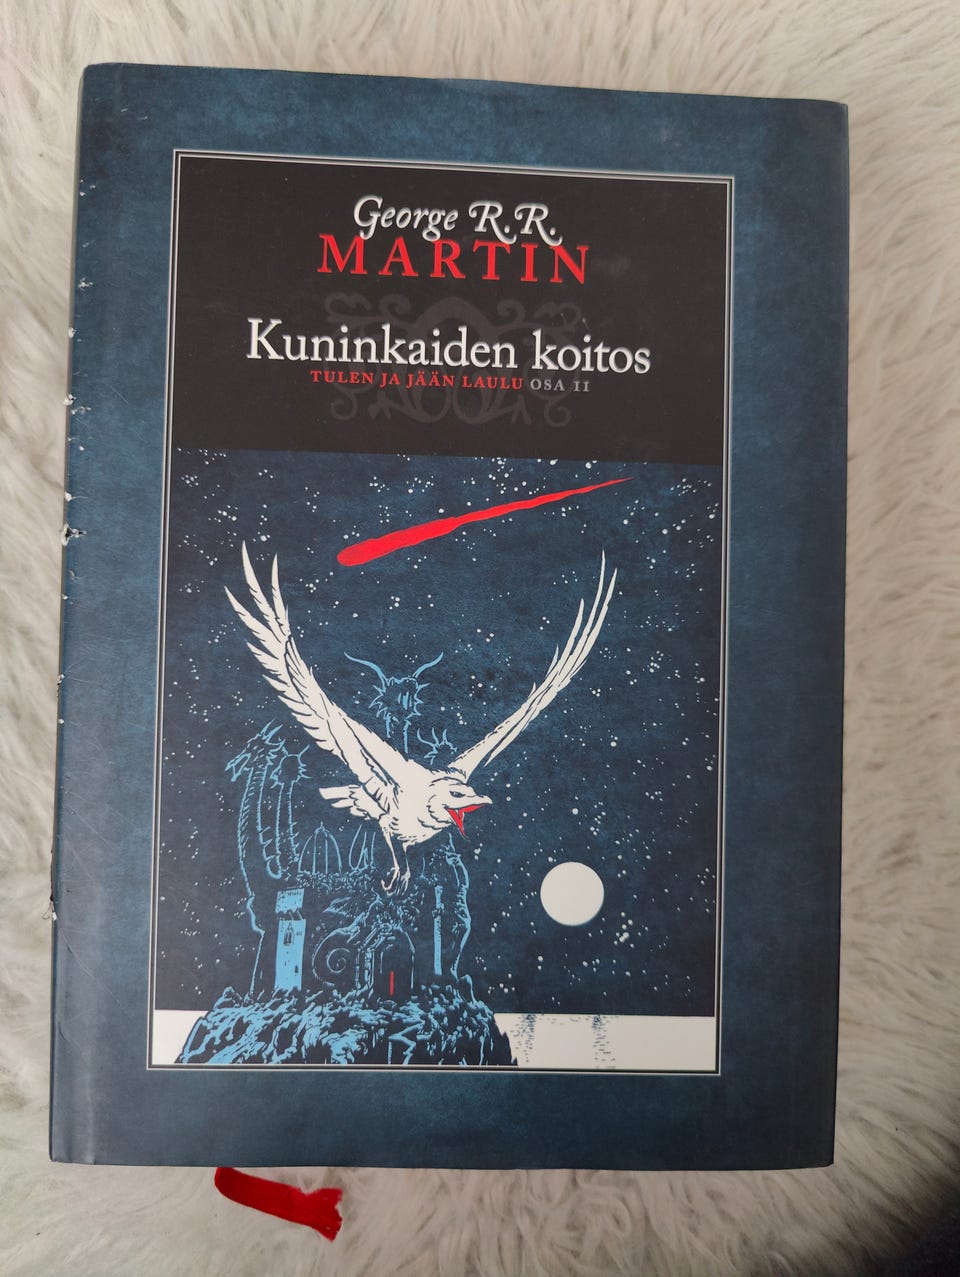 George R.R.
MARTIN
Kuninkaiden koitos
TULEN JA JÄÄN LAULU OSA II